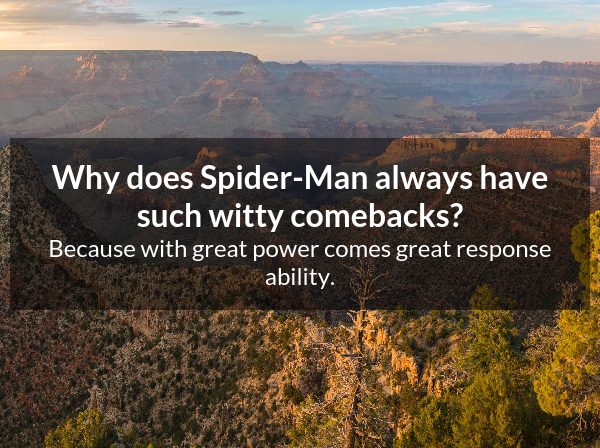 Why does Spider-Man always have
such witty comebacks?
Because with great power comes great response
ability.